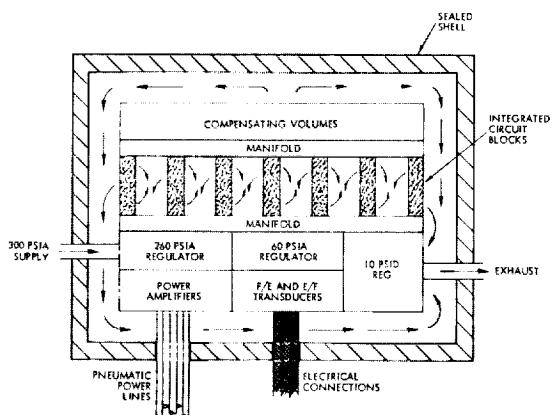 SEALED
SHELL
COMPENSATING VOLUMES
INTEGRATED
CIRCUIT
BLOCKS
MANIFOLD
MANIFOLD
300 PSIA
SUPPLY
260 PSIA
REGULATOR
60 PSIA
REGULATOR
10 PSID
REG
EXHAUST
POWER
AMPLIFIERS
F/E AND E/F
TRANSDUCERS
PNEUMATIC
POWER
LINES
ELECTRICAL
CONNECTIONS